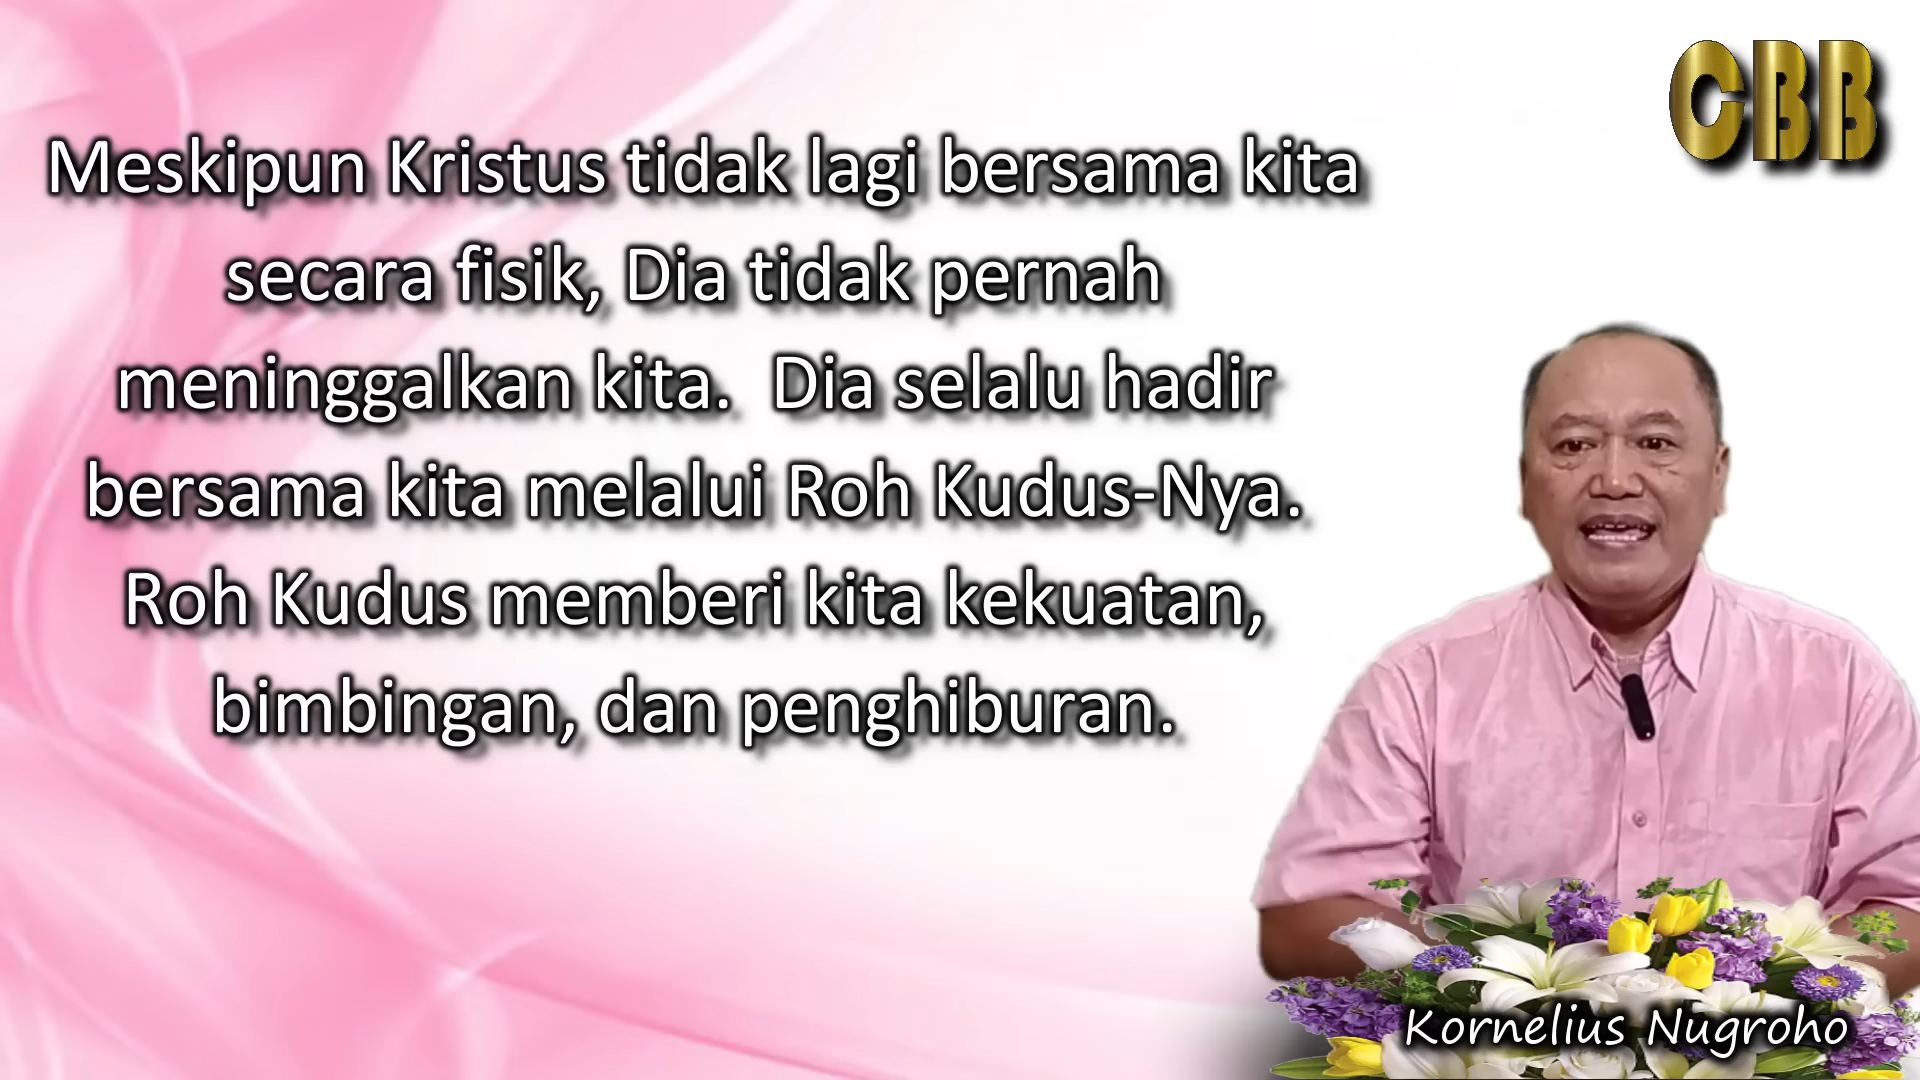 CBB
Meskipun Kristus tidak lagi bersama kita
secara fisik, Dia tidak pernah
meninggalkan kita.  Dia selalu hadir
bersama kita melalui Roh Kudus-Nya.
Roh Kudus memberi kita kekuatan,
bimbingan, dan penghiburan.
Kornelius Nugroho